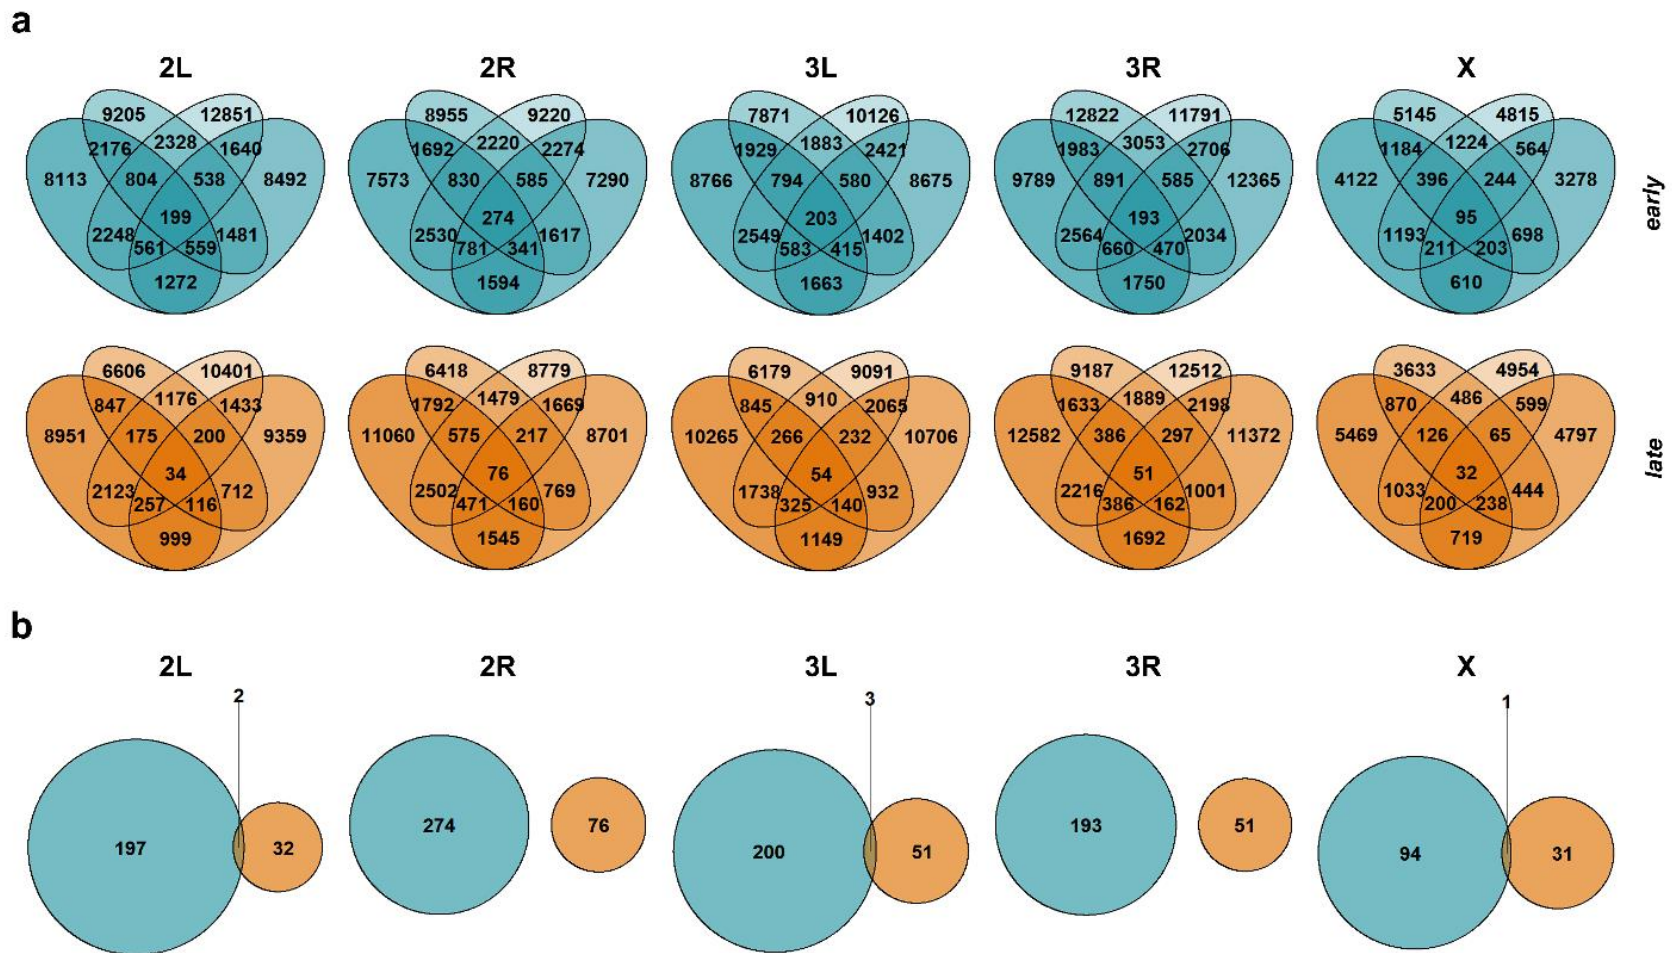 a
2L 2R 3L 3R X
9205 12851 8955 9220 7871 10126 12822 11791 5145 4815
2176 2328 1640 1692 2220 2274 1929 1883 2421 1983 3053 2706 1184 1224 564
8113 804 538 8492 7573 830 585 7290 8766 794 580 8675 9789 891 585 12365 4122 396 244 3278
199 274 203 193 95
2248 561 559 1481 2530 781 341 1617 2549 583 415 1402 2564 660 470 2034 1193 211 203 698
1272 1594 1663 1750 610
early
6606 10401 6418 8779 6179 9091 9187 12512 3633 4954
847 1176 1433 1792 1479 1669 845 910 2065 1633 1889 2198 870 486 599
8951 175 200 9359 11060 575 217 8701 10265 266 232 10706 12582 386 297 11372 5469 126 65 4797
34 76 54 51 32
2123 257 116 712 2502 471 160 769 1738 325 140 932 2216 386 162 1001 1033 200 238 444
999 1545 1149 1692 719
late
b
2L 2R 3L 3R X
2 3 1
197 32 274 76 200 51 193 51 94 31